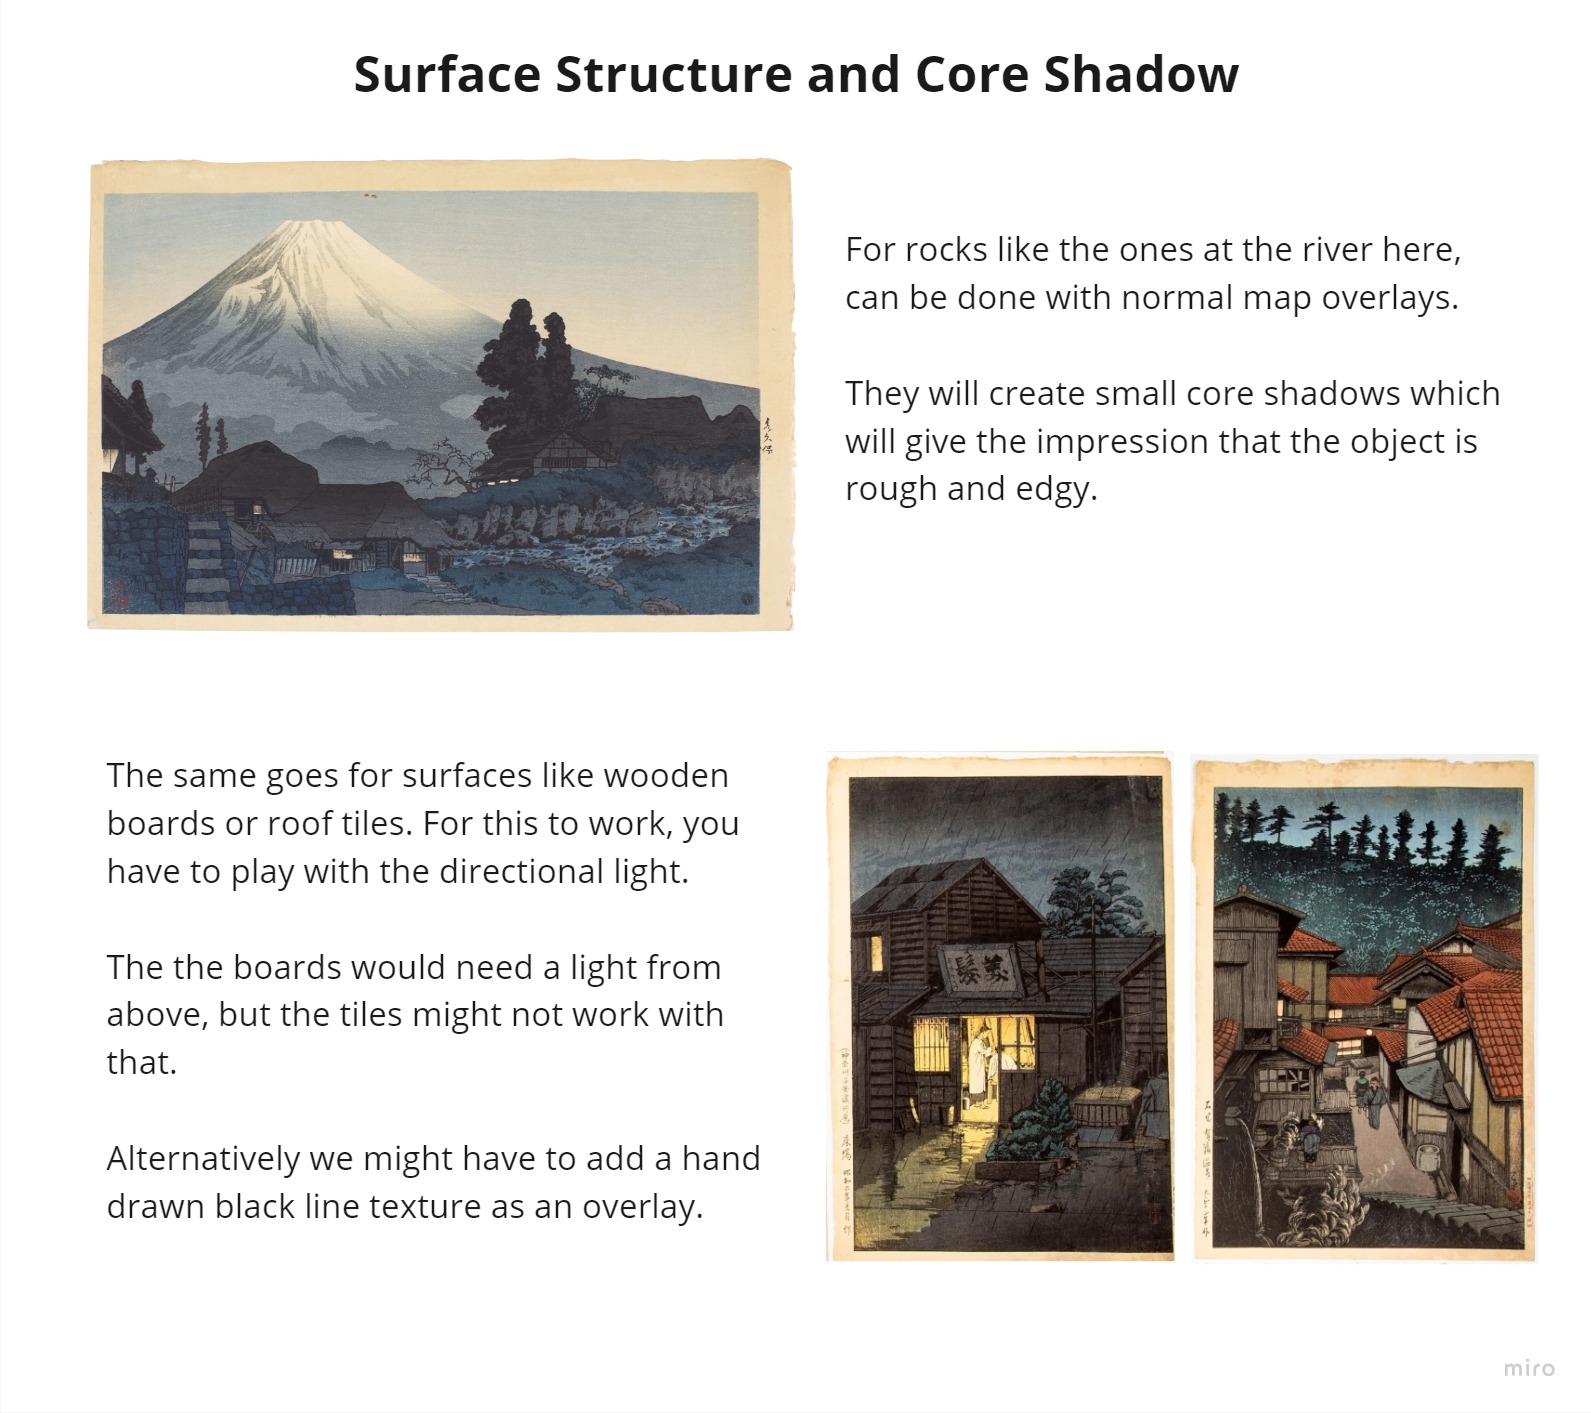 Surface Structure and Core Shadow
For rocks like the ones at the river here,
can be done with normal map overlays.
They will create small core shadows which
will give the impression that the object is
rough and edgy.
The same goes for surfaces like wooden
boards or roof tiles. For this to work, you
have to play with the directional light.
The the boards would need a light from
above, but the tiles might not work with
that.
Alternatively we might have to add a hand
drawn black line texture as an overlay.
miro